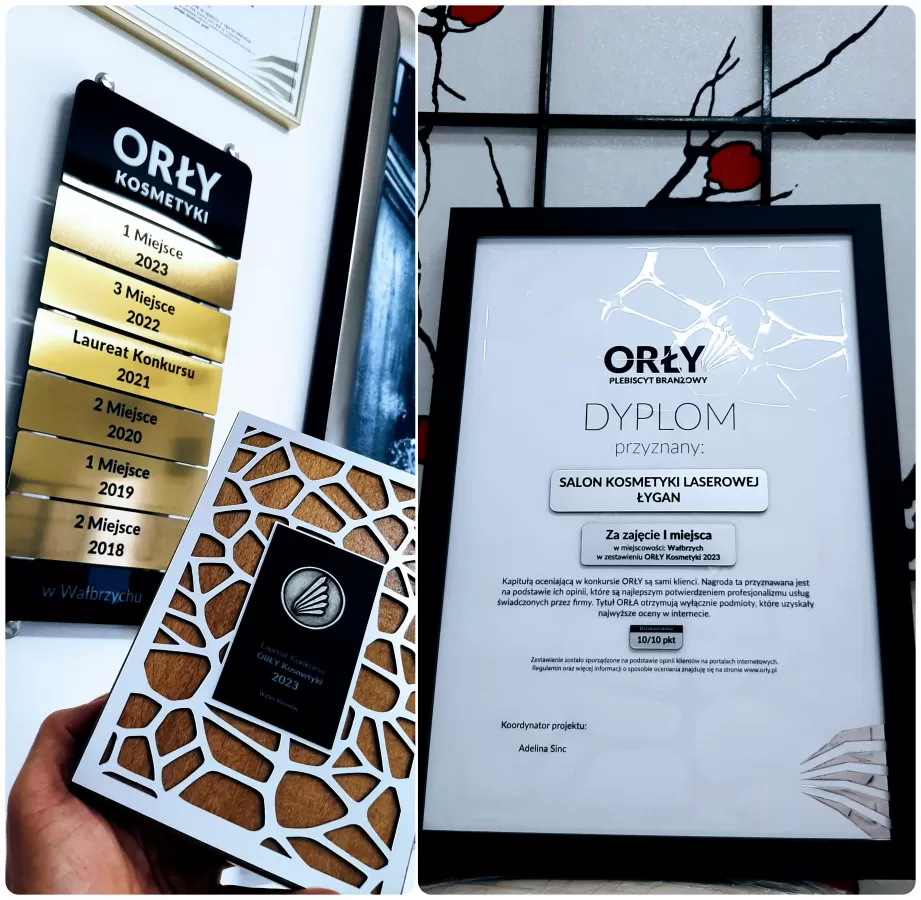 ORŁY
KOSMETYKI
1 Miejsce
2023
3 Miejsce
2022
Laureat Konkursu
2021
2 Miejsce
2020
1 Miejsce
2019
2 Miejsce
2018
w Wałbrzychu
Laureat Konkursu
ORŁY Kosmetyki
2023
ORŁY
PLEBISCYT BRANŻOWY
DYPLOM
przyznany:
SALON KOSMETYKI LASEROWEJ
ŁYGAN
Za zajęcie I miejsca
w miejscowości: Wałbrzych
w zestawieniu ORŁY Kosmetyki 2023
Kapitułą oceniającą w konkursie ORŁY są sami klienci. Nagroda ta przyznawana jest
na podstawie ich opinii, które są najlepszym potwierdzeniem profesjonalizmu usług
świadczonych przez firmy. Tytuł ORŁA otrzymują wyłącznie podmioty, które uzyskały
najwyższe oceny w internecie.
10/10 pkt
Zestawienie zostało sporządzone na podstawie opinii klientów na portalach internetowych.
Regulamin oraz więcej informacji o sposobie oceniania znajduję się na stronie www.orly.pl
Koordynator projektu:
Adelina Sinc